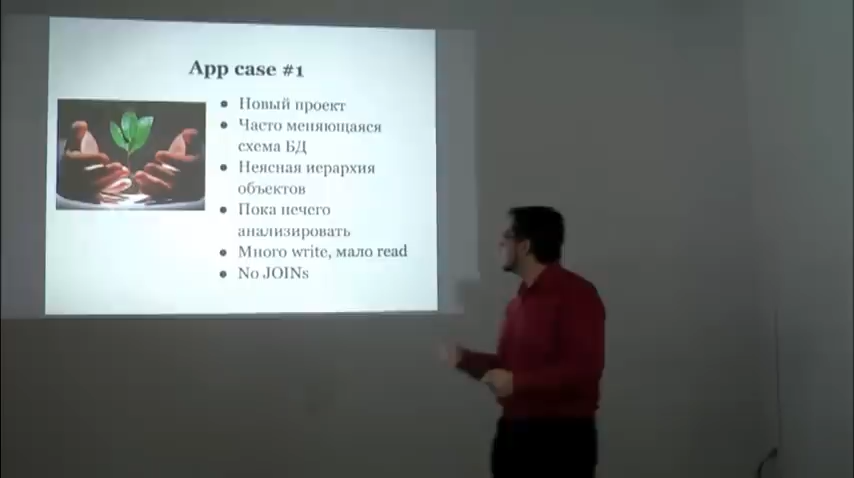 App case #1
● Новый проект
● Часто меняющаяся
схема БД
● Неясная иерархия
объектов
● Пока нечего
анализировать
● Много write, мало read
● No JOINs